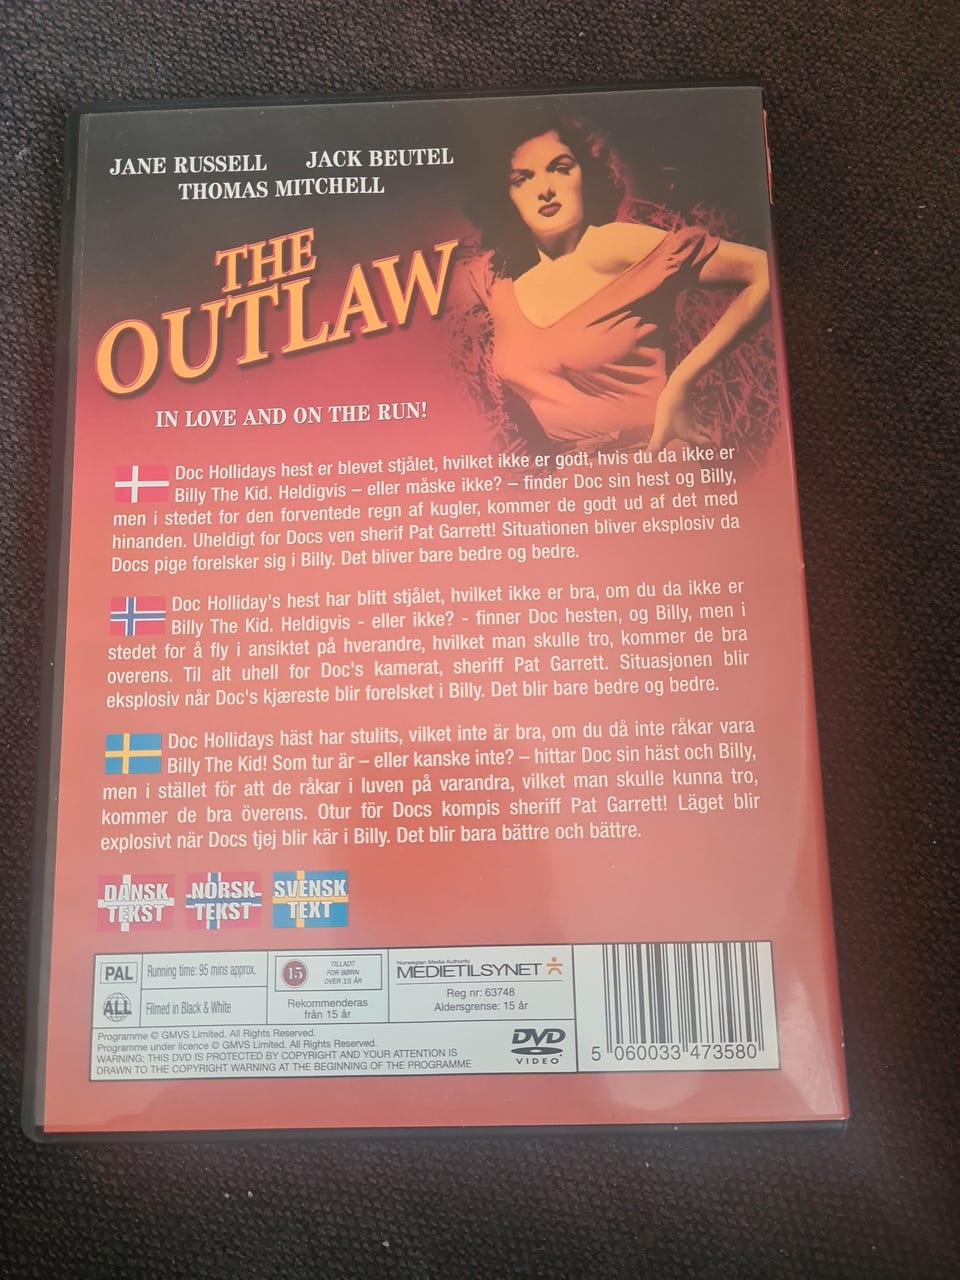 JANE RUSSELL JACK BEUTEL
THOMAS MITCHELL
THE
OUTLAW
IN LOVE AND ON THE RUN!
Doc Hollidays hest er blevet stjålet, hvilket ikke er godt, hvis du da ikke er
Billy The Kid. Heldigvis – eller måske ikke? – finder Doc sin hest og Billy,
men i stedet for den forventede regn af kugler, kommer de godt ud af det med
hinanden. Uheldigt for Docs ven sherif Pat Garrett! Situationen bliver eksplosiv da
Docs pige forelsker sig i Billy. Det bliver bare bedre og bedre.
Doc Holliday's hest har blitt stjålet, hvilket ikke er bra, om du da ikke er
Billy The Kid. Heldigvis - eller ikke? - finner Doc hesten, og Billy, men i
stedet for å fly i ansiktet på hverandre, hvilket man skulle tro, kommer de bra
overens. Til alt uhell for Doc's kamerat, sheriff Pat Garrett. Situasjonen blir
eksplosiv når Doc's kjæreste blir forelsket i Billy. Det blir bare bedre og bedre.
Doc Hollidays häst har stulits, vilket inte är bra, om du då inte råkar vara
Billy The Kid! Som tur är – eller kanske inte? – hittar Doc sin häst och Billy,
men i stället för att de råkar i luven på varandra, vilket man skulle kunna tro,
kommer de bra överens. Otur för Docs kompis sheriff Pat Garrett! Läget blir
explosivt när Docs tjej blir kär i Billy. Det blir bara bättre och bättre.
DANSK NORSK SVENSK
TEKST TEKST TEXT
PAL Running time: 95 mins approx.
ALL Filmed in Black & White
15 TILLADT
FOR BØRN
OVER 15 ÅR
Rekommenderas
från 15 år
Norwegian Media Authority
MEDIETILSYNET
Reg nr: 63748
Aldersgrense: 15 år
Programme © GMVS Limited. All Rights Reserved.
Programme under licence © GMVS Limited. All Rights Reserved.
WARNING: THIS DVD IS PROTECTED BY COPYRIGHT AND YOUR ATTENTION IS
DRAWN TO THE COPYRIGHT WARNING AT THE BEGINNING OF THE PROGRAMME
DVD
VIDEO
5 060033 473580